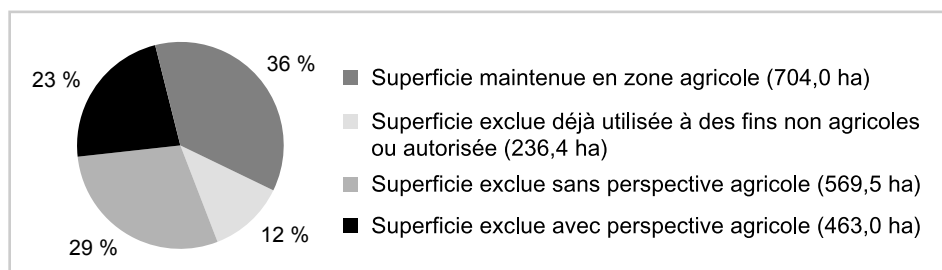 23 %
36 %
29 %
12 %
Superficie maintenue en zone agricole (704,0 ha)
Superficie exclue déjà utilisée à des fins non agricoles
ou autorisée (236,4 ha)
Superficie exclue sans perspective agricole (569,5 ha)
Superficie exclue avec perspective agricole (463,0 ha)